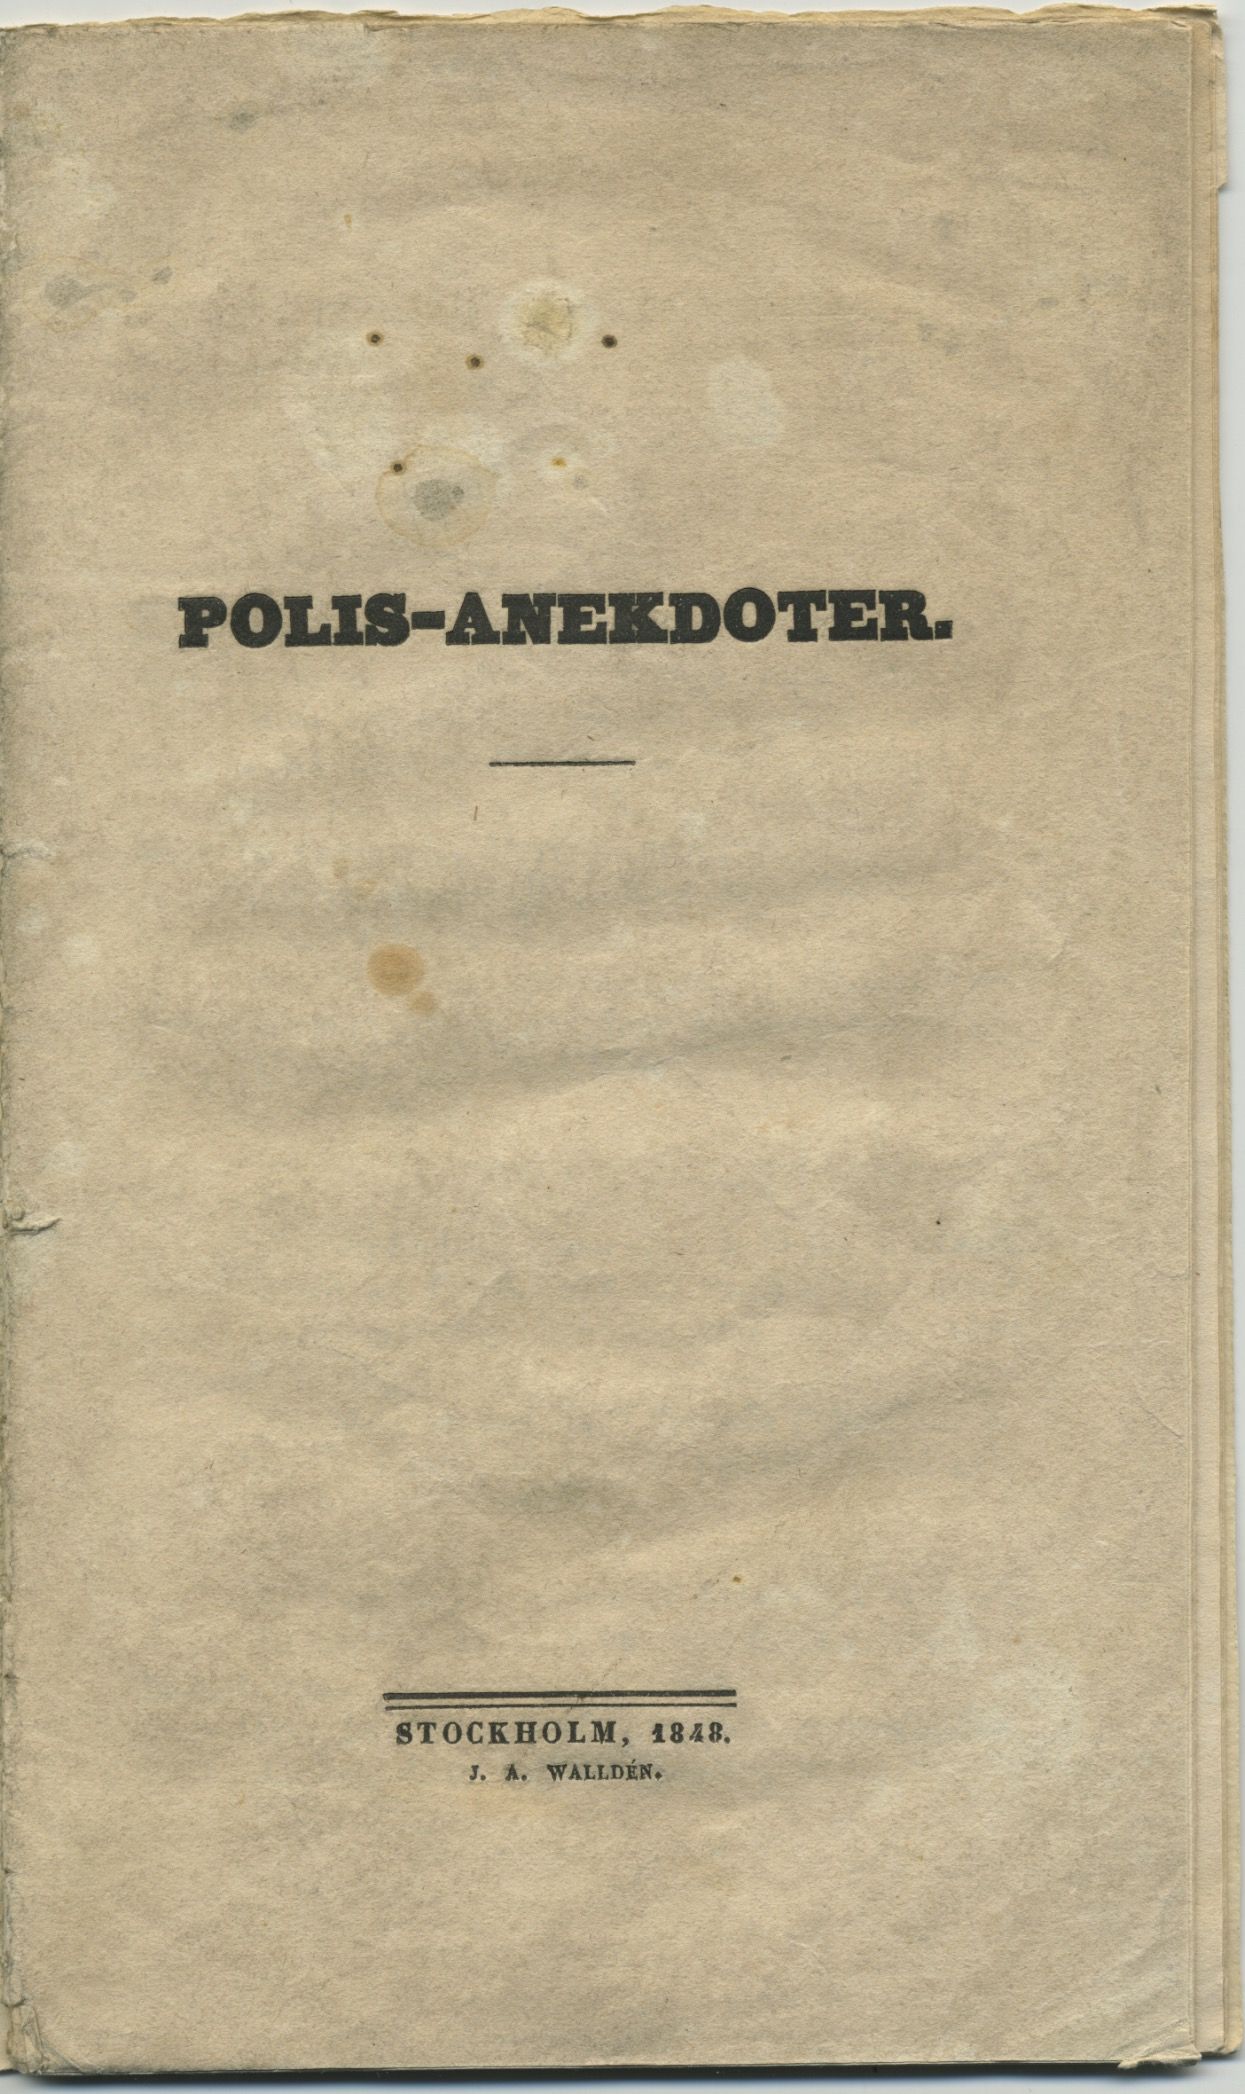 POLIS-ANEKDOTER.
STOCKHOLM, 1848.
J. A. WALLDÉN.